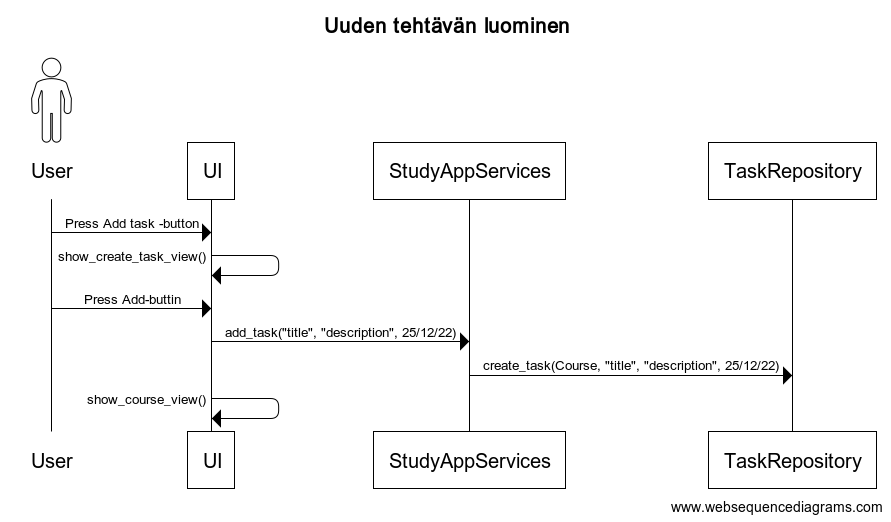 Uuden tehtävän luominen
User
UI
StudyAppServices
TaskRepository
Press Add task -button
show_create_task_view()
Press Add-buttin
add_task("title", "description", 25/12/22)
create_task(Course, "title", "description", 25/12/22)
show_course_view()
User
UI
StudyAppServices
TaskRepository
www.websequencediagrams.com